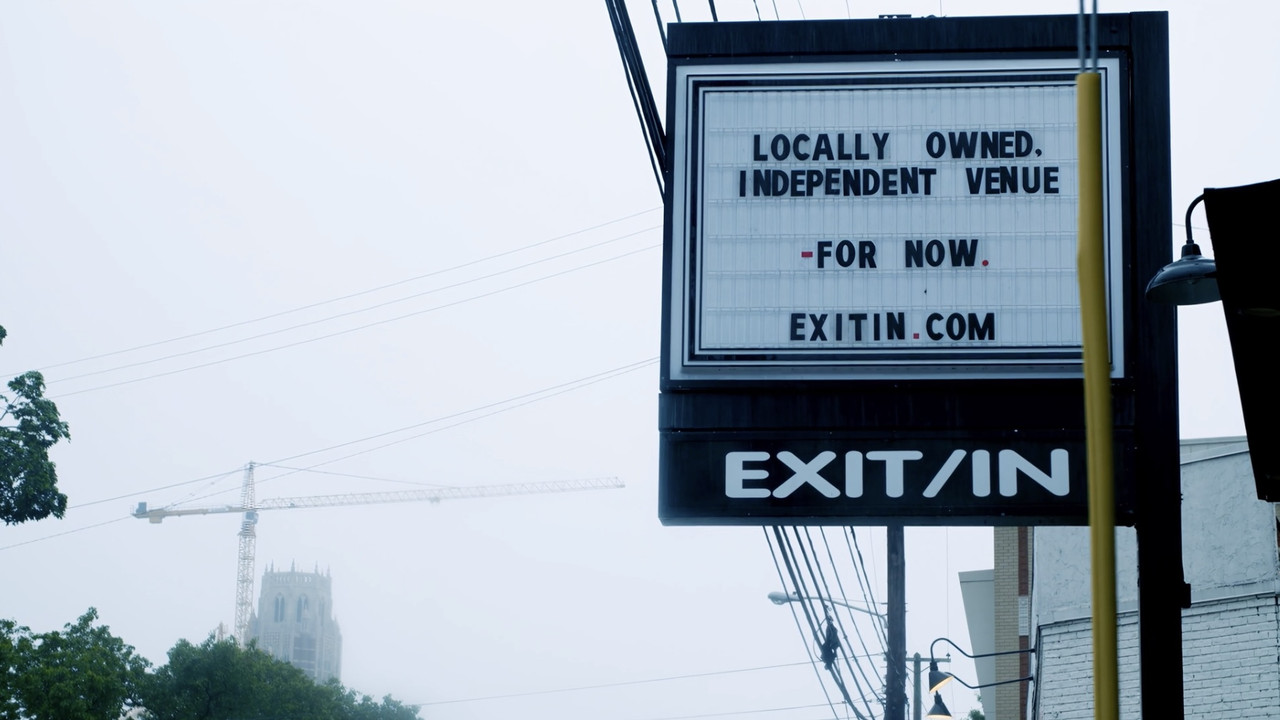 LOCALLY OWNED,
INDEPENDENT VENUE
-FOR NOW.
EXITIN.COM
EXIT/IN